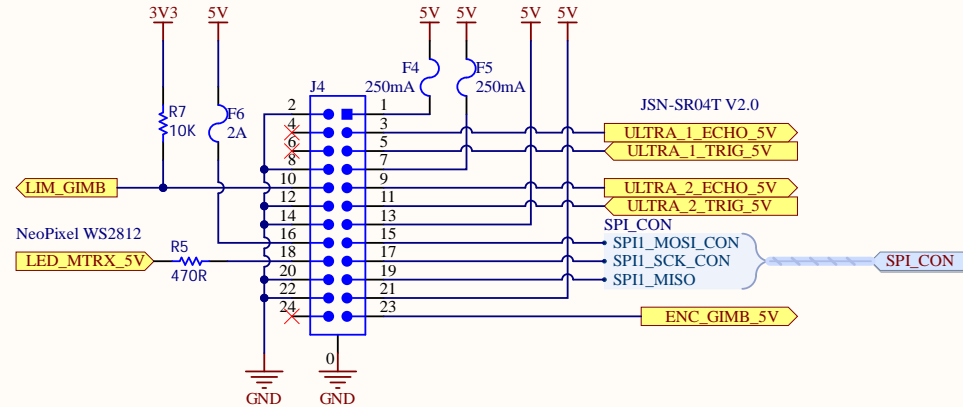 3V3 5V 5V 5V 5V 5V
F4 F5
J4 250mA 250mA
R7 10K
F6 2A
JSN-SR04T V2.0
2 1
4 3 ULTRA_1_ECHO_5V
6 5 ULTRA_1_TRIG_5V
8 7
LIM_GIMB 10 9 ULTRA_2_ECHO_5V
12 11 ULTRA_2_TRIG_5V
14 13 SPI_CON
NeoPixel WS2812 16 15 SPI1_MOSI_CON
LED_MTRX_5V R5 470R 18 17 SPI1_SCK_CON SPI_CON
20 19 SPI1_MISO
22 21
24 23 ENC_GIMB_5V
0
GND GND